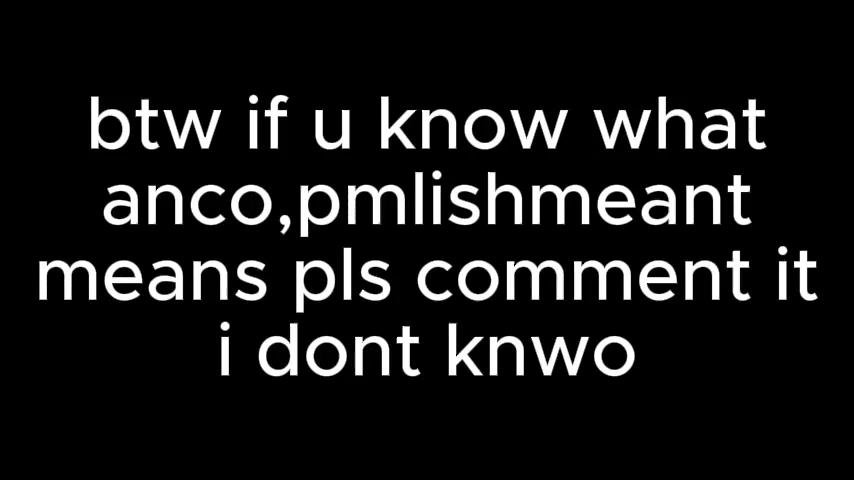 btw if u know what
anco,pmlishmeant
means pls comment it
i dont knwo